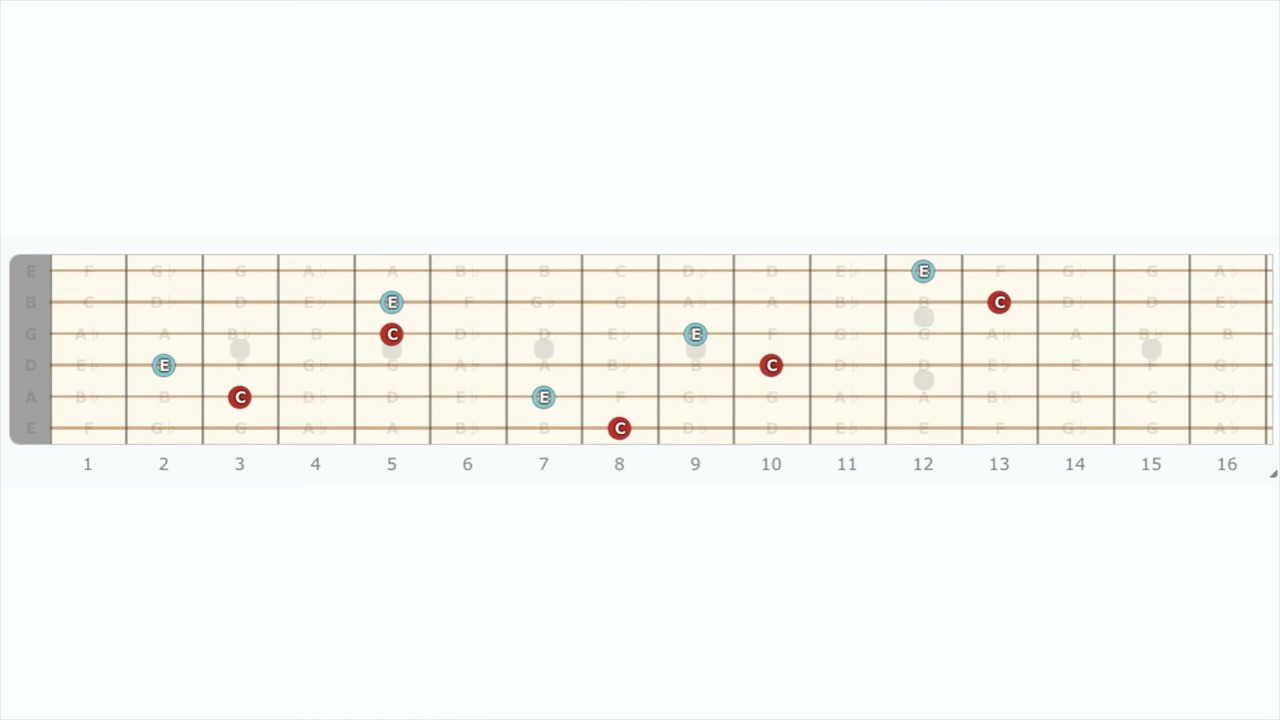 E F G♭ G A♭ A B♭ B C D♭ D E♭ E F G♭ G A♭
B C D♭ D E♭ E F G♭ G A♭ A B♭ B C D♭ D E♭
G A♭ A B♭ B C D♭ D E♭ E F G♭ G A♭ A B♭ B
D E♭ E F G♭ G A♭ A B♭ B C D♭ D E♭ E F G♭
A B♭ B C D♭ D E♭ E F G♭ G A♭ A B♭ B C D♭
E F G♭ G A♭ A B♭ B C D♭ D E♭ E F G♭ G A♭
1 2 3 4 5 6 7 8 9 10 11 12 13 14 15 16